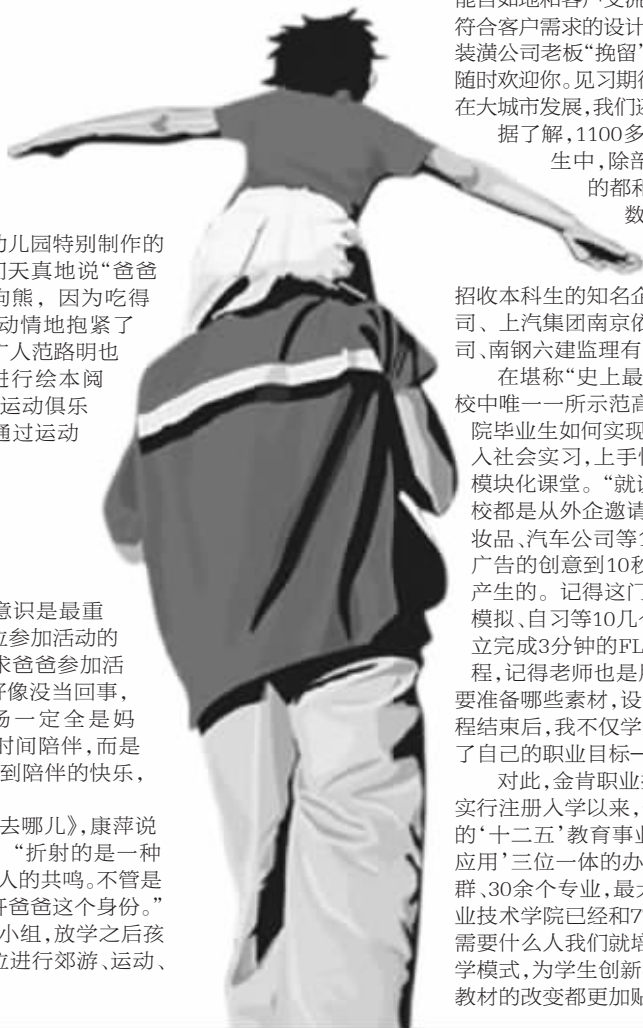 幼儿园特别制作的
们天真地说“爸爸
向熊，因为吃得
动情地抱紧了
广人范路明也
进行绘本阅
运动俱乐
通过运动
意识是最重
位参加活动的
求爸爸参加活
好像没当回事，
场一定全是妈
时间陪伴，而是
到陪伴的快乐，
去哪儿》，康萍说
“折射的是一种
人的共鸣。不管是
好爸爸这个身份。”
小组，放学之后孩
位进行郊游、运动、
能自如地和客户交流
符合客户需求的设计
装潢公司老板“挽留”
随时欢迎你。见习期很
在大城市发展，我们还
据了解，1100多
生中，除部
的都和
数
招收本科生的知名企
司、上汽集团南京依
司、南钢六建监理有
在堪称“史上最
校中唯一一所示范高
院毕业生如何实现
入社会实习，上手快
模块化课堂。“就读
校都是从外企邀请
妆品、汽车公司等1
广告的创意到10秒
产生的。记得这门
模拟、自习等10几个
立完成3分钟的FL
程，记得老师也是
要准备哪些素材，设
程结束后，我不仅学
了自己的职业目标—
对此，金肯职业技
实行注册入学以来，
的‘十二五’教育事业
应用’三位一体的办
群、30余个专业，最大
业技术学院已经和7
需要什么人我们就培
学模式，为学生创新
教材的改变都更加贴